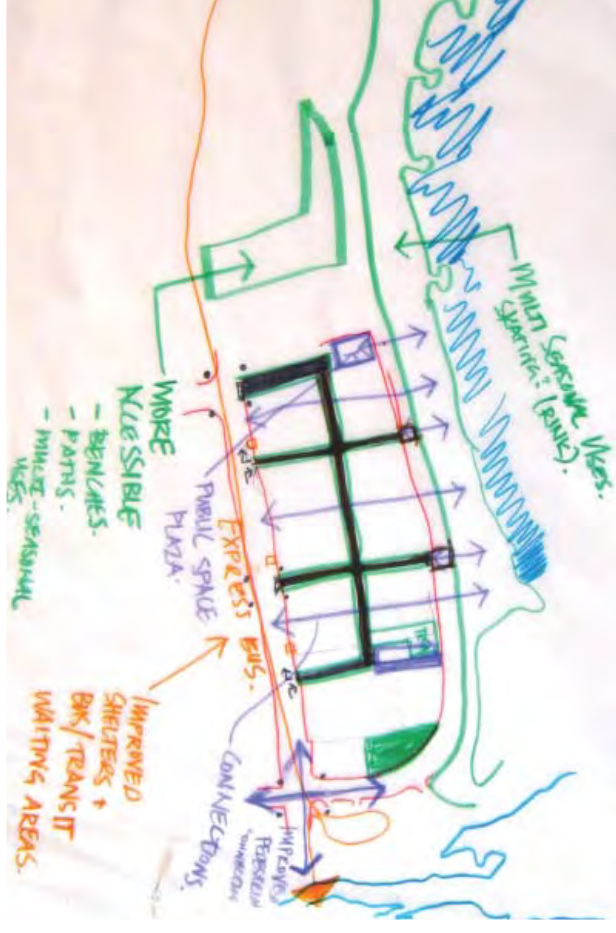 MULTI SEASONAL USES.
SKATING? (RINK).
MORE
ACCESSIBLE
- BENCHES.
- PATHS.
- MULTI-SEASONAL
USES.
PUBLIC SPACE
PLAZA.
EXPRESS BUS.
IMPROVED
SHELTERS +
BUS/TRANSIT
WAITING AREAS.
CONNECTIONS.
IMPROVED
PEDESTRIAN